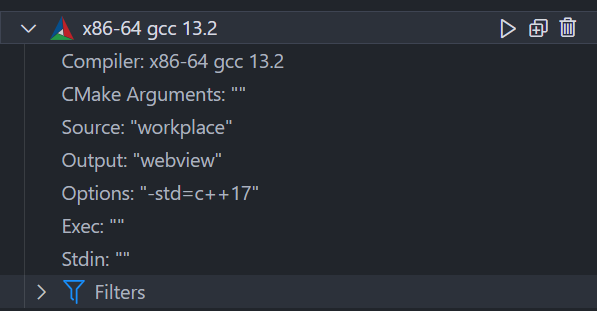 x86-64 gcc 13.2
Compiler: x86-64 gcc 13.2
CMake Arguments: ""
Source: "workplace"
Output: "webview"
Options: "-std=c++17"
Exec: ""
Stdin: ""
Filters